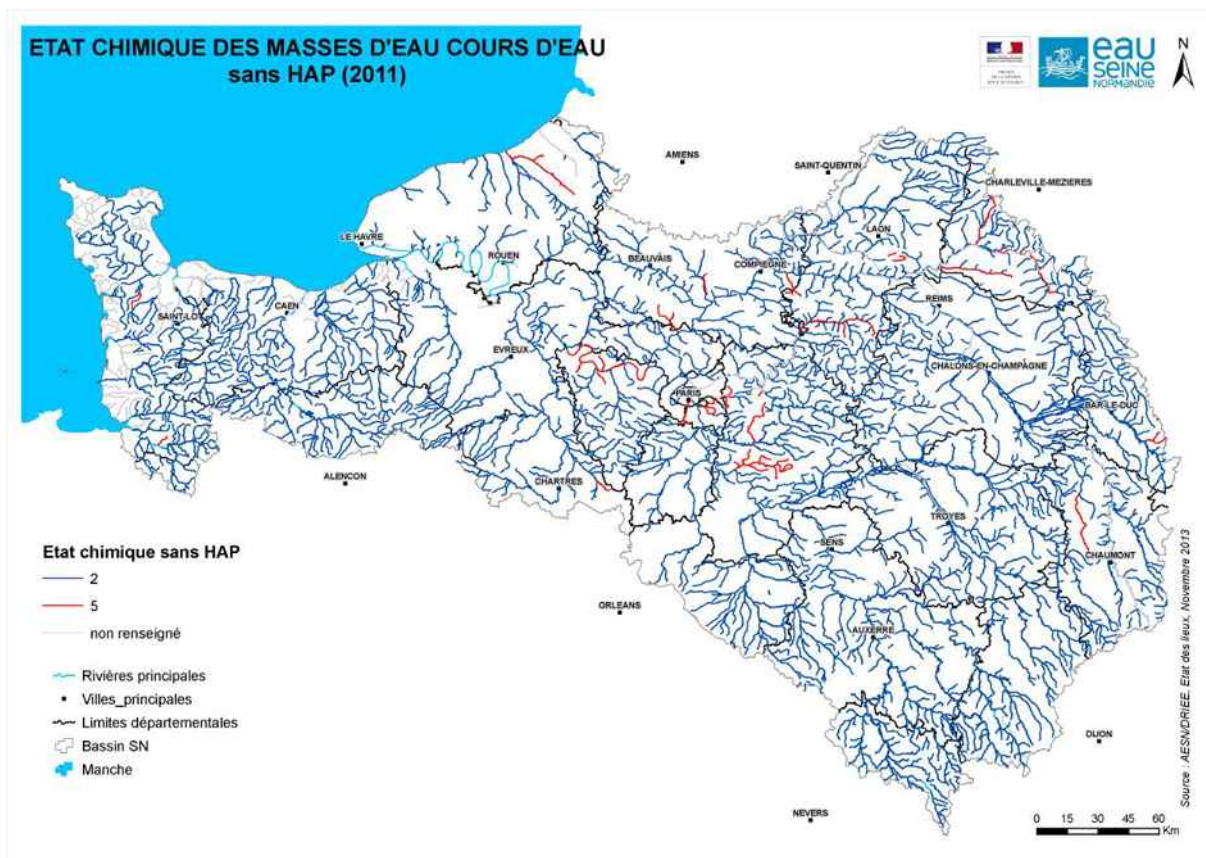 ETAT CHIMIQUE DES MASSES D'EAU COURS D'EAU
sans HAP (2011)
eau
SEINE
NORMANDIE
N
AMIENS
SAINT-QUENTIN
CHARLEVILLE-MEZIERES
LE HAVRE
ROUEN
BEAUVAIS
COMPIEGNE
LAON
REIMS
SAINT-LO
CAEN
EVREUX
PARIS
CHALONS-EN-CHAMPAGNE
BAR-LE-DUC
ALENCON
CHARTRES
TROYES
SENS
CHAUMONT
ORLEANS
AUXERRE
DIJON
NEVERS
Etat chimique sans HAP
2
5
non renseigné
Rivières principales
Villes_principales
Limites départementales
Bassin SN
Manche
Source : AESN/DRIEE, Etat des lieux, Novembre 2013
0 15 30 45 60
Km